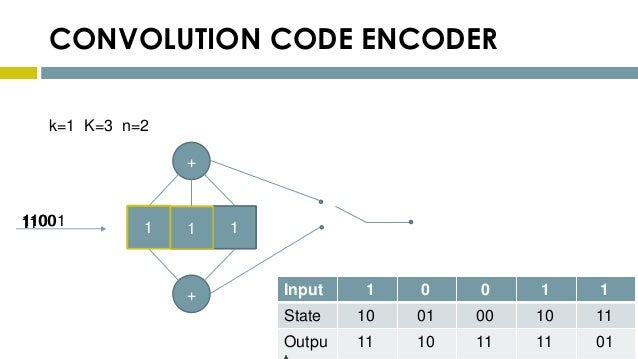 CONVOLUTION CODE ENCODER
k=1 K=3 n=2
+
11001
1 1 1
+
Input 1 0 0 1 1
State 10 01 00 10 11
Outpu 11 10 11 11 01